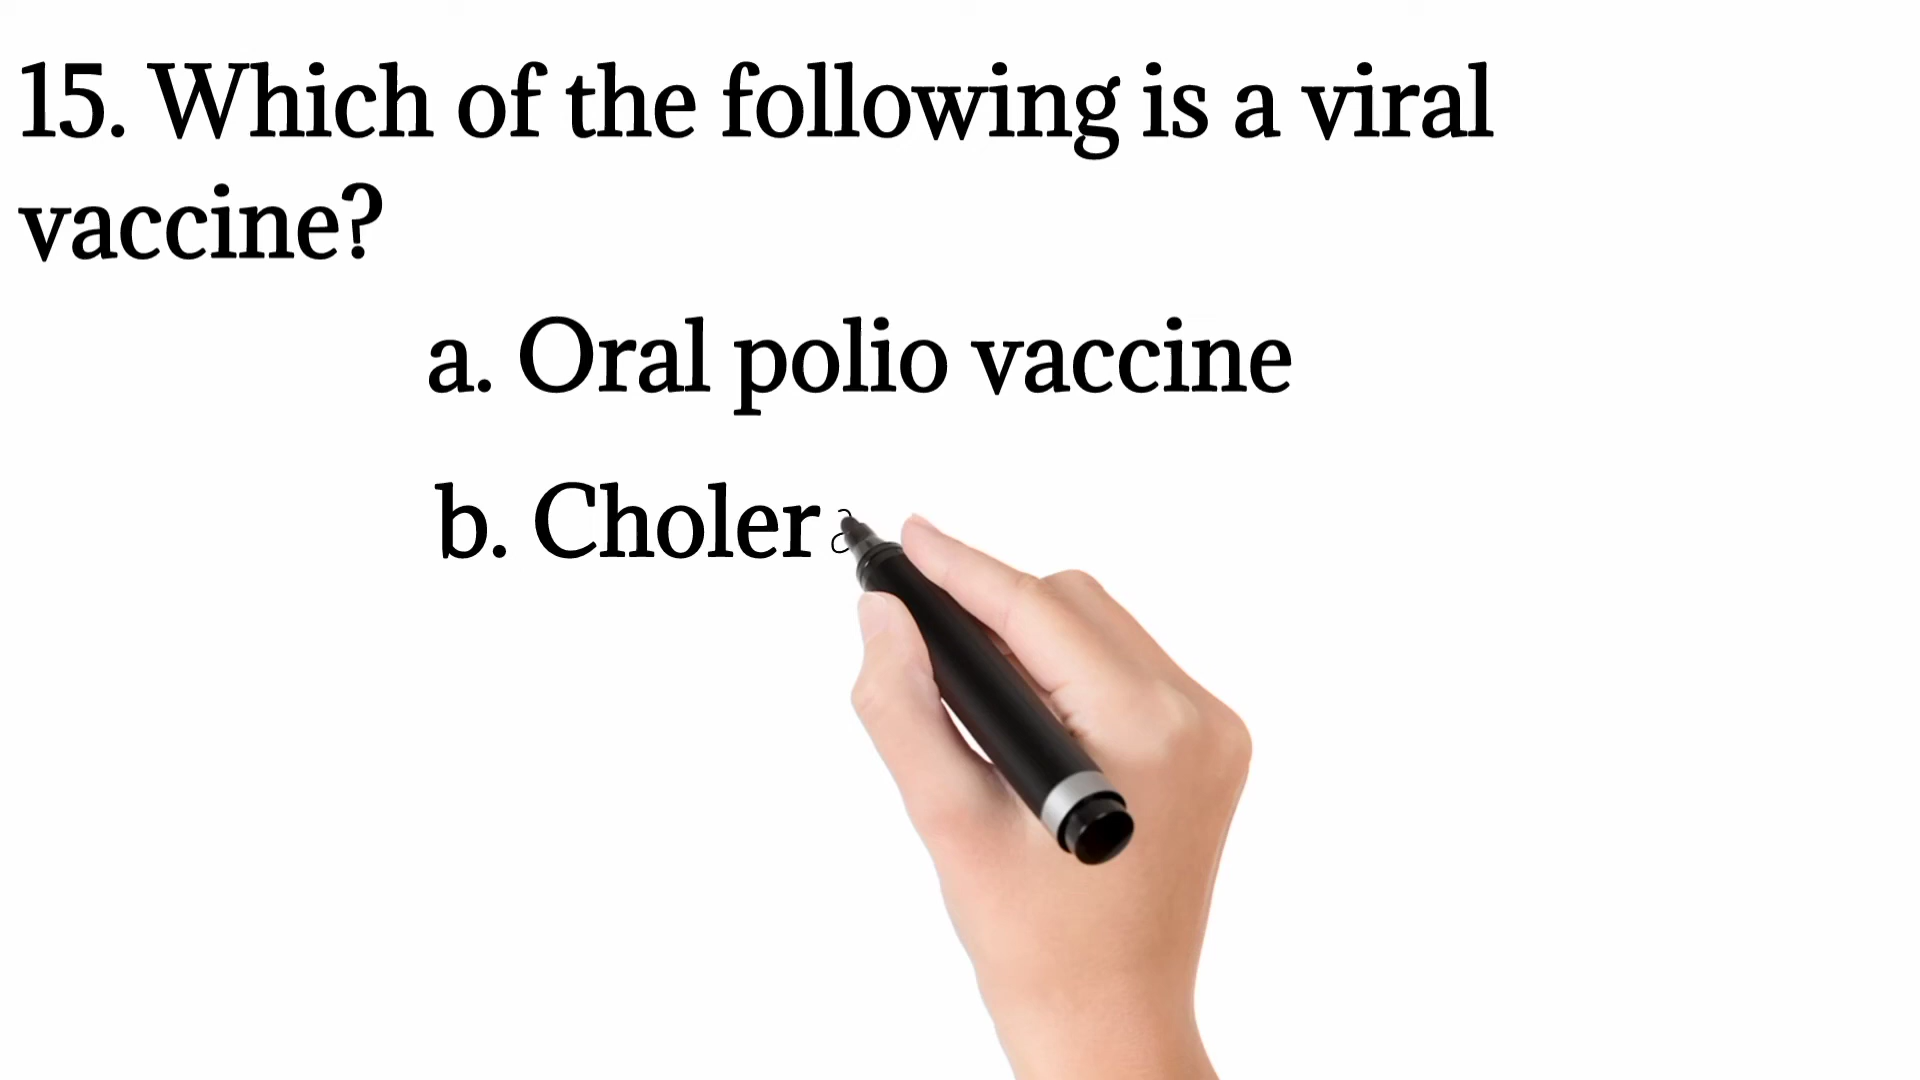 15. Which of the following is a viral
vaccine?
a. Oral polio vaccine
b. Choler